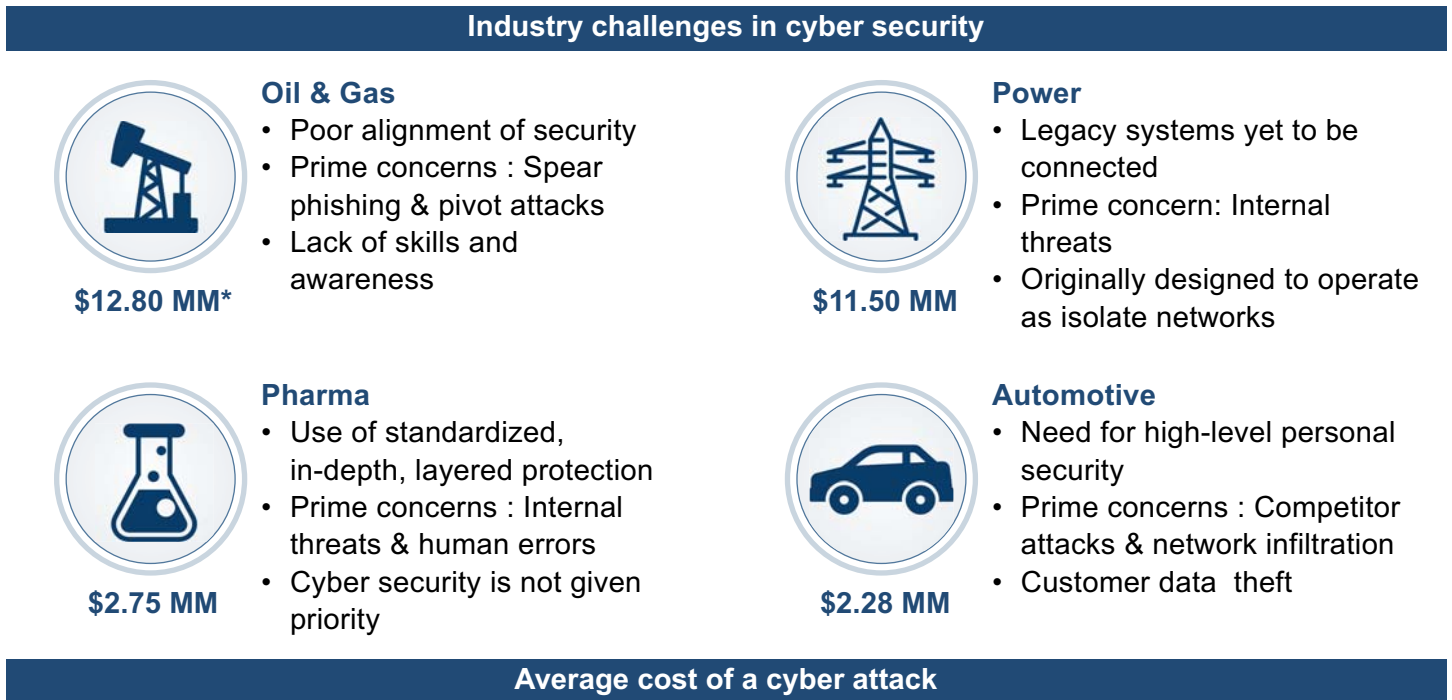 Industry challenges in cyber security
Oil & Gas
• Poor alignment of security
• Prime concerns : Spear
phishing & pivot attacks
• Lack of skills and
awareness
$12.80 MM*
Power
• Legacy systems yet to be
connected
• Prime concern: Internal
threats
• Originally designed to operate
as isolate networks
$11.50 MM
Pharma
• Use of standardized,
in-depth, layered protection
• Prime concerns : Internal
threats & human errors
• Cyber security is not given
priority
$2.75 MM
Automotive
• Need for high-level personal
security
• Prime concerns : Competitor
attacks & network infiltration
• Customer data  theft
$2.28 MM
Average cost of a cyber attack